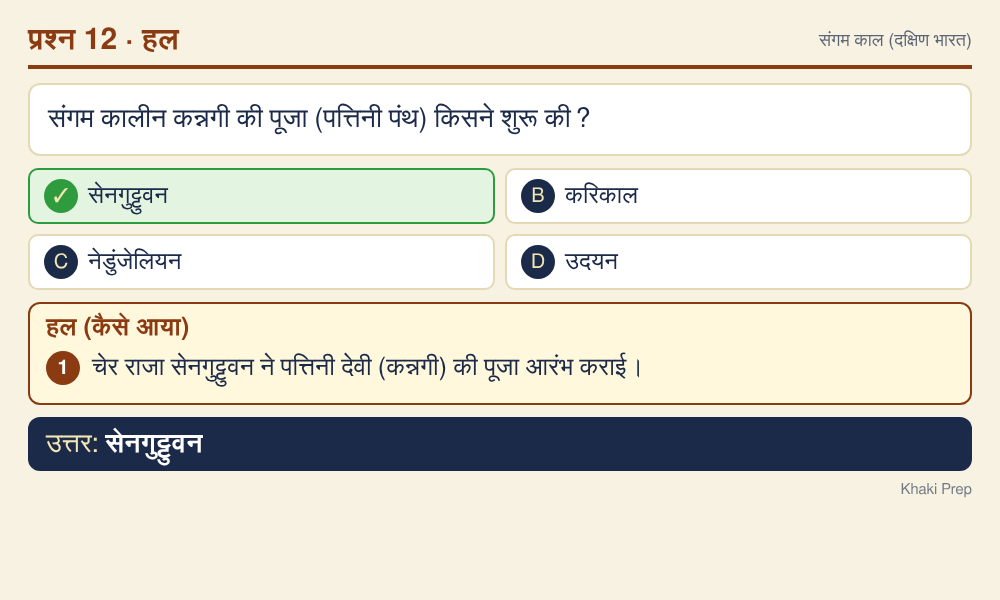 प्रश्न 12 · हल
संगम काल (दक्षिण भारत)
संगम कालीन कन्नगी की पूजा (पत्तिनी पंथ) किसने शुरू की ?
✓ सेनगुट्टुवन
B करिकाल
C नेडुंजेलियन
D उदयन
हल (कैसे आया)
1 चेर राजा सेनगुट्टुवन ने पत्तिनी देवी (कन्नगी) की पूजा आरंभ कराई।
उत्तर: सेनगुट्टुवन
Khaki Prep